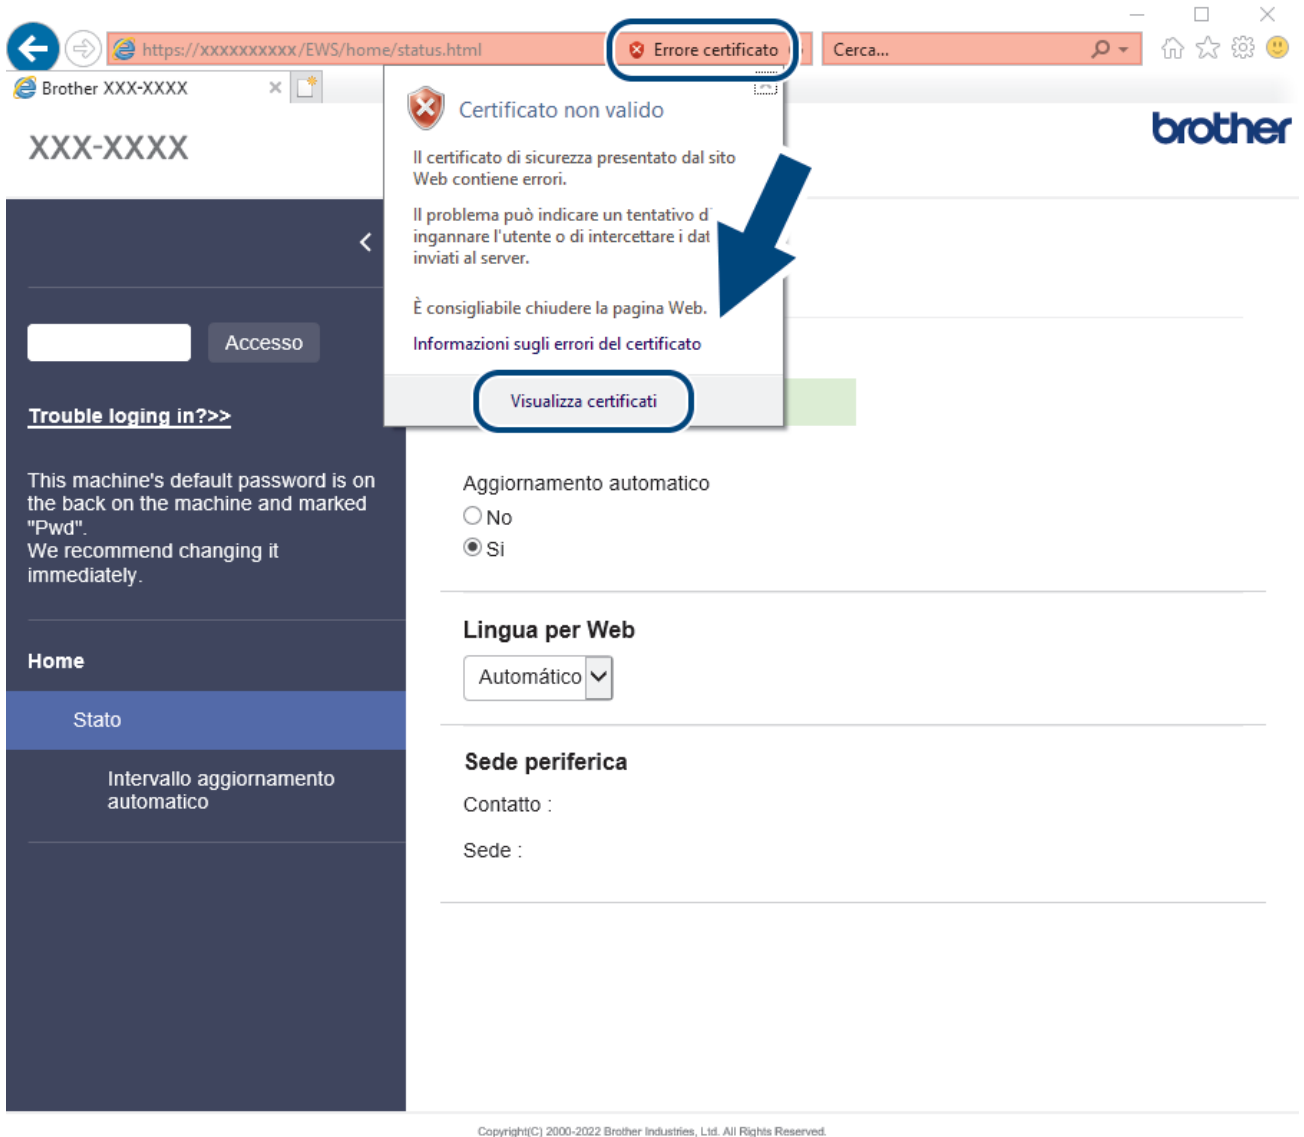 https://xxxxxxxxxx/EWS/home/status.html
Errore certificato
Cerca...
Brother XXX-XXXX
XXX-XXXX
brother
Certificato non valido
Il certificato di sicurezza presentato dal sito
Web contiene errori.
Il problema può indicare un tentativo
ingannare l'utente o di intercettare i
inviati al server.
È consigliabile chiudere la pagina Web.
Informazioni sugli errori del certificato
Visualizza certificati
Accesso
Trouble loging in?>>
This machine's default password is on
the back on the machine and marked
"Pwd".
We recommend changing it
immediately.
Home
Stato
Intervallo aggiornamento
automatico
Aggiornamento automatico
No
Si
Lingua per Web
Automático
Sede periferica
Contatto :
Sede :
Copyright(C) 2000-2022 Brother Industries, Ltd. All Rights Reserved.